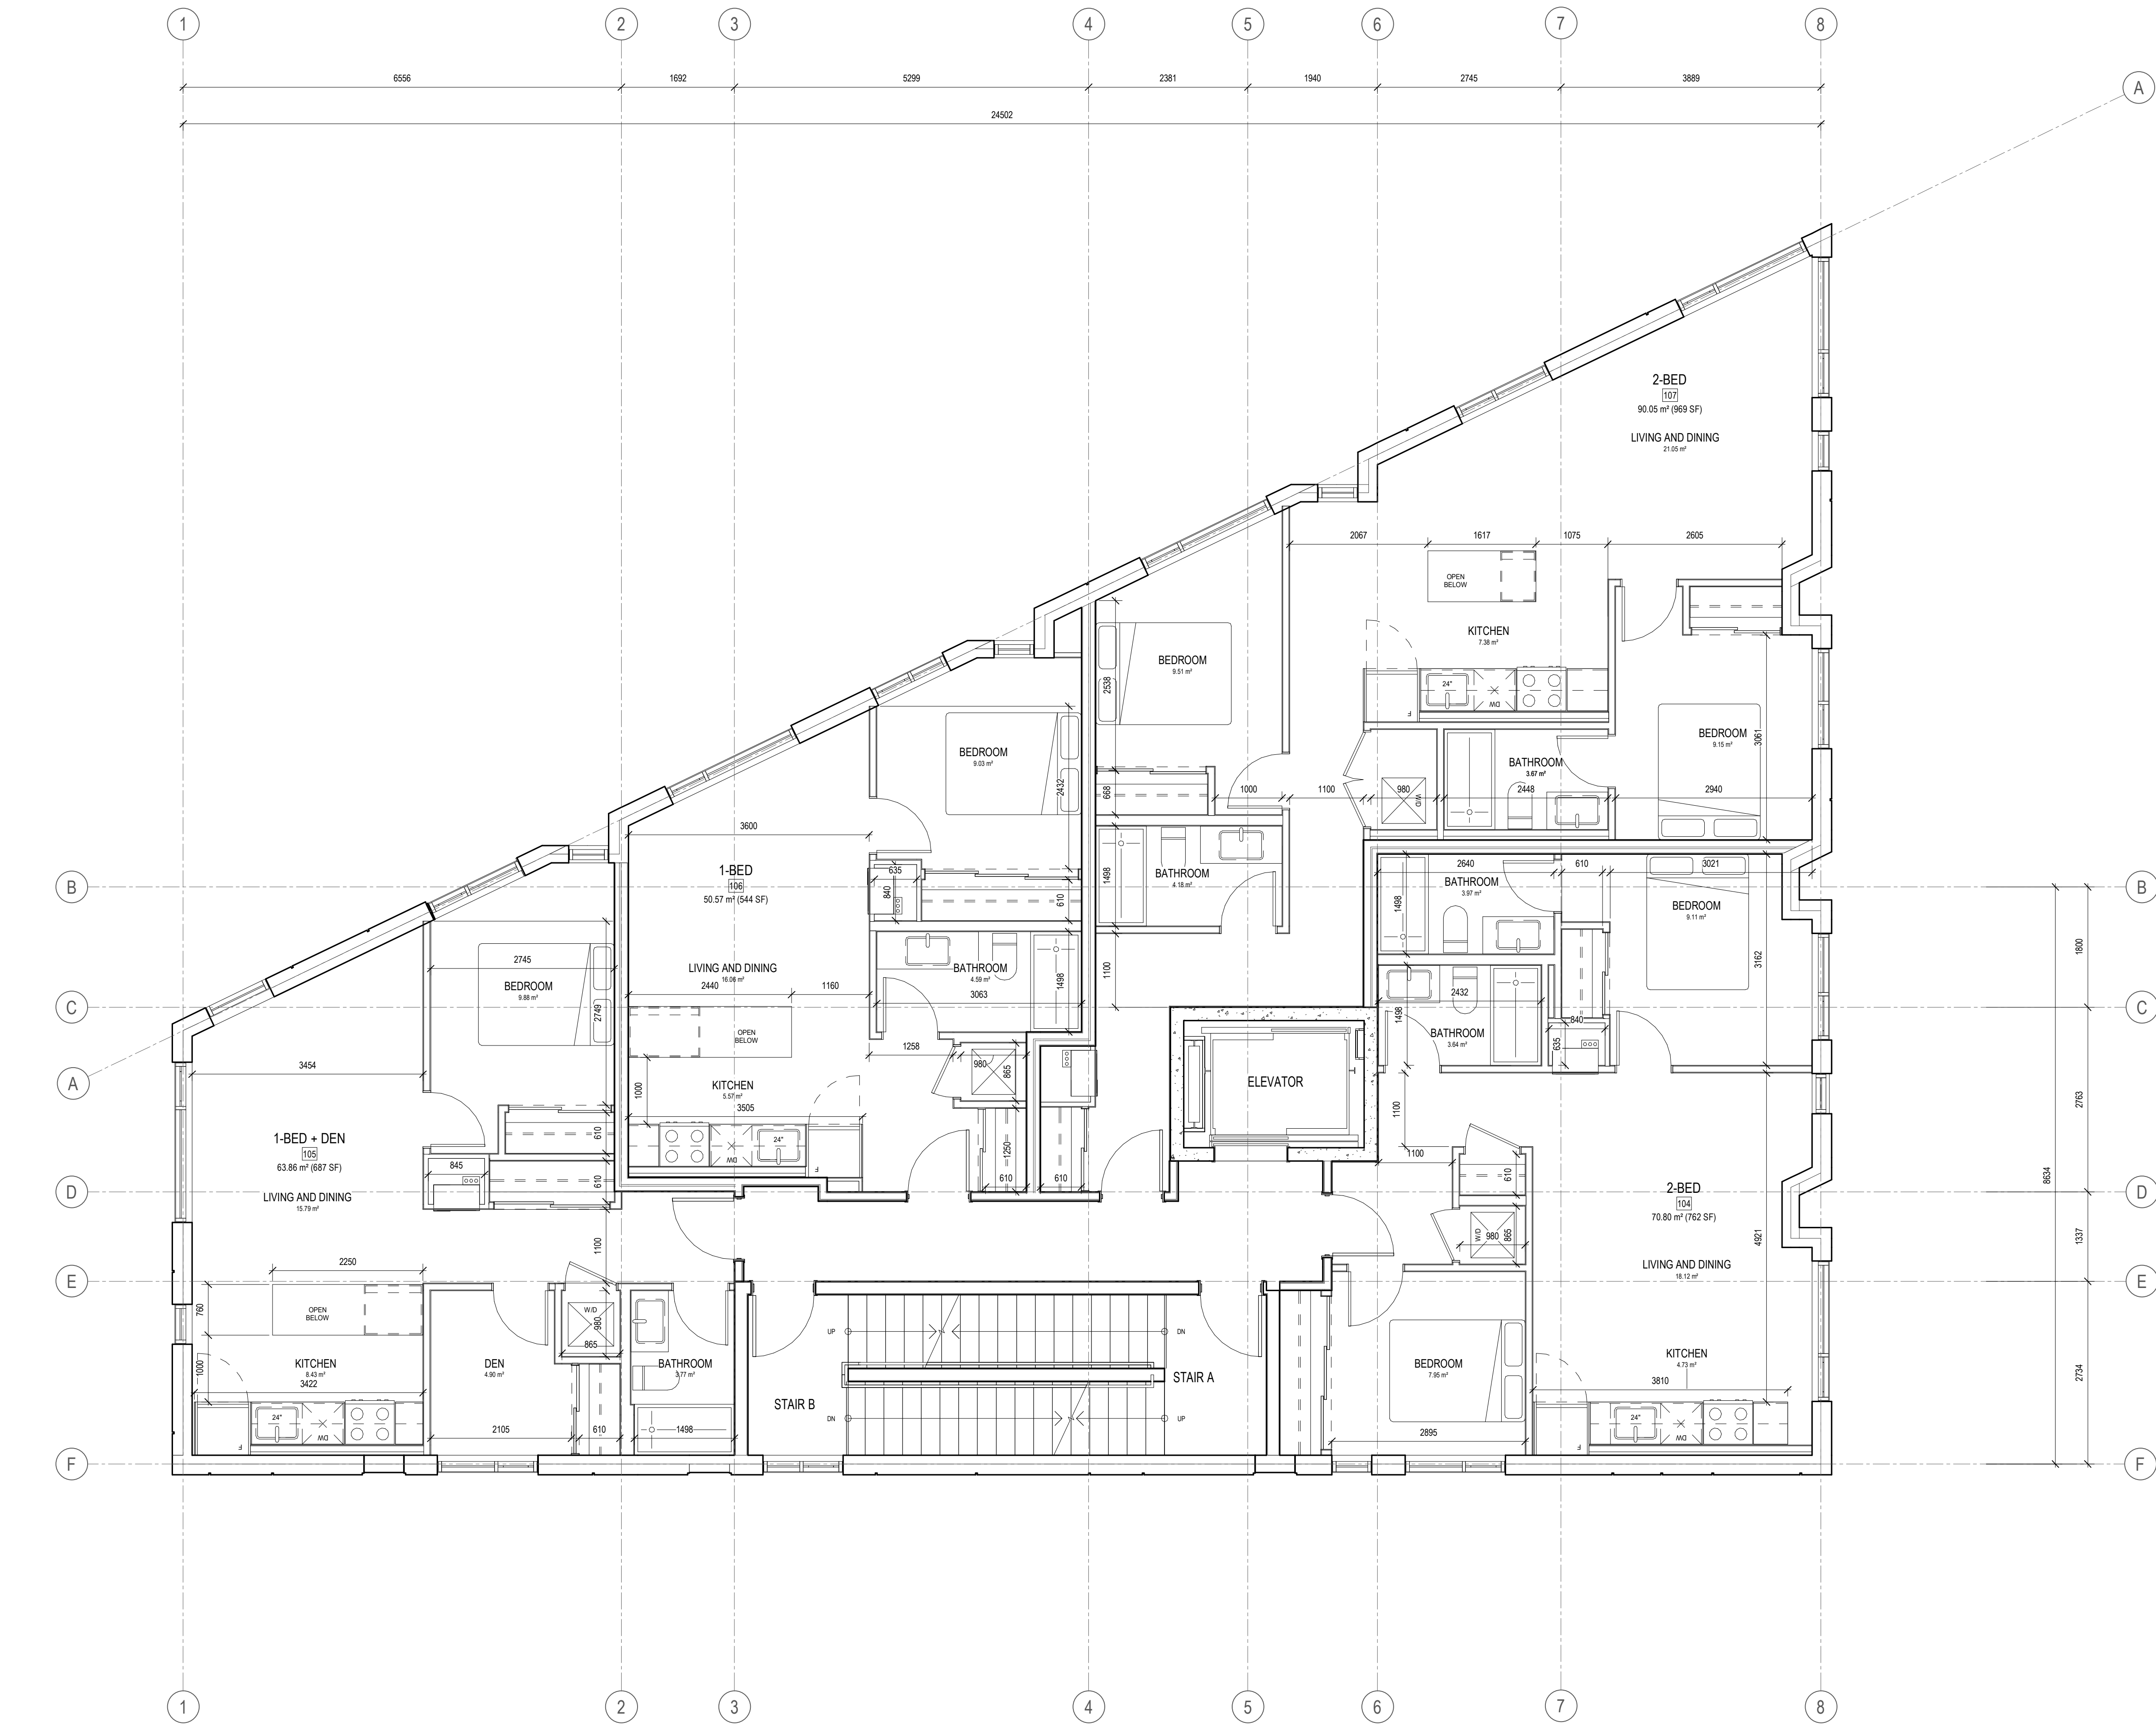 1
2
3
4
5
6
7
8
A
6556
1692
5299
2381
1940
2745
3889
24502
2-BED
107
90.05 m² (969 SF)
LIVING AND DINING
21.05 m²
2067
1617
1075
2605
OPEN
BELOW
KITCHEN
7.38 m²
24"
DW
F
BEDROOM
9.51 m²
2538
668
1000
1100
980
W/D
2448
2940
BATHROOM
3.67 m²
BEDROOM
9.15 m²
3061
BATHROOM
4.18 m²
1498
1100
BEDROOM
9.03 m²
2432
3600
1-BED
106
50.57 m² (544 SF)
635
840
610
LIVING AND DINING
16.06 m²
2440
1160
BATHROOM
4.59 m²
3063
1498
OPEN
BELOW
1258
980
865
1000
KITCHEN
5.57 m²
3505
24"
DW
F
1250
610
610
B
B
2640
610
3021
BATHROOM
3.97 m²
1498
BEDROOM
9.11 m²
3162
2432
1498
BATHROOM
3.64 m²
840
635
1100
ELEVATOR
C
C
A
2745
BEDROOM
9.88 m²
2749
3454
1-BED + DEN
105
63.86 m² (687 SF)
845
610
610
LIVING AND DINING
15.79 m²
1100
D
D
1100
610
2-BED
104
70.80 m² (762 SF)
W/D
980
865
4921
LIVING AND DINING
18.12 m²
1800
2763
8634
1337
2734
E
E
2250
760
OPEN
BELOW
1000
KITCHEN
8.43 m²
3422
24"
DW
F
DEN
4.90 m²
2105
610
W/D
980
865
BATHROOM
3.77 m²
1498
UP
DN
DN
UP
STAIR A
STAIR B
BEDROOM
7.95 m²
2895
KITCHEN
4.73 m²
3810
24"
DW
F
F
F
1
2
3
4
5
6
7
8